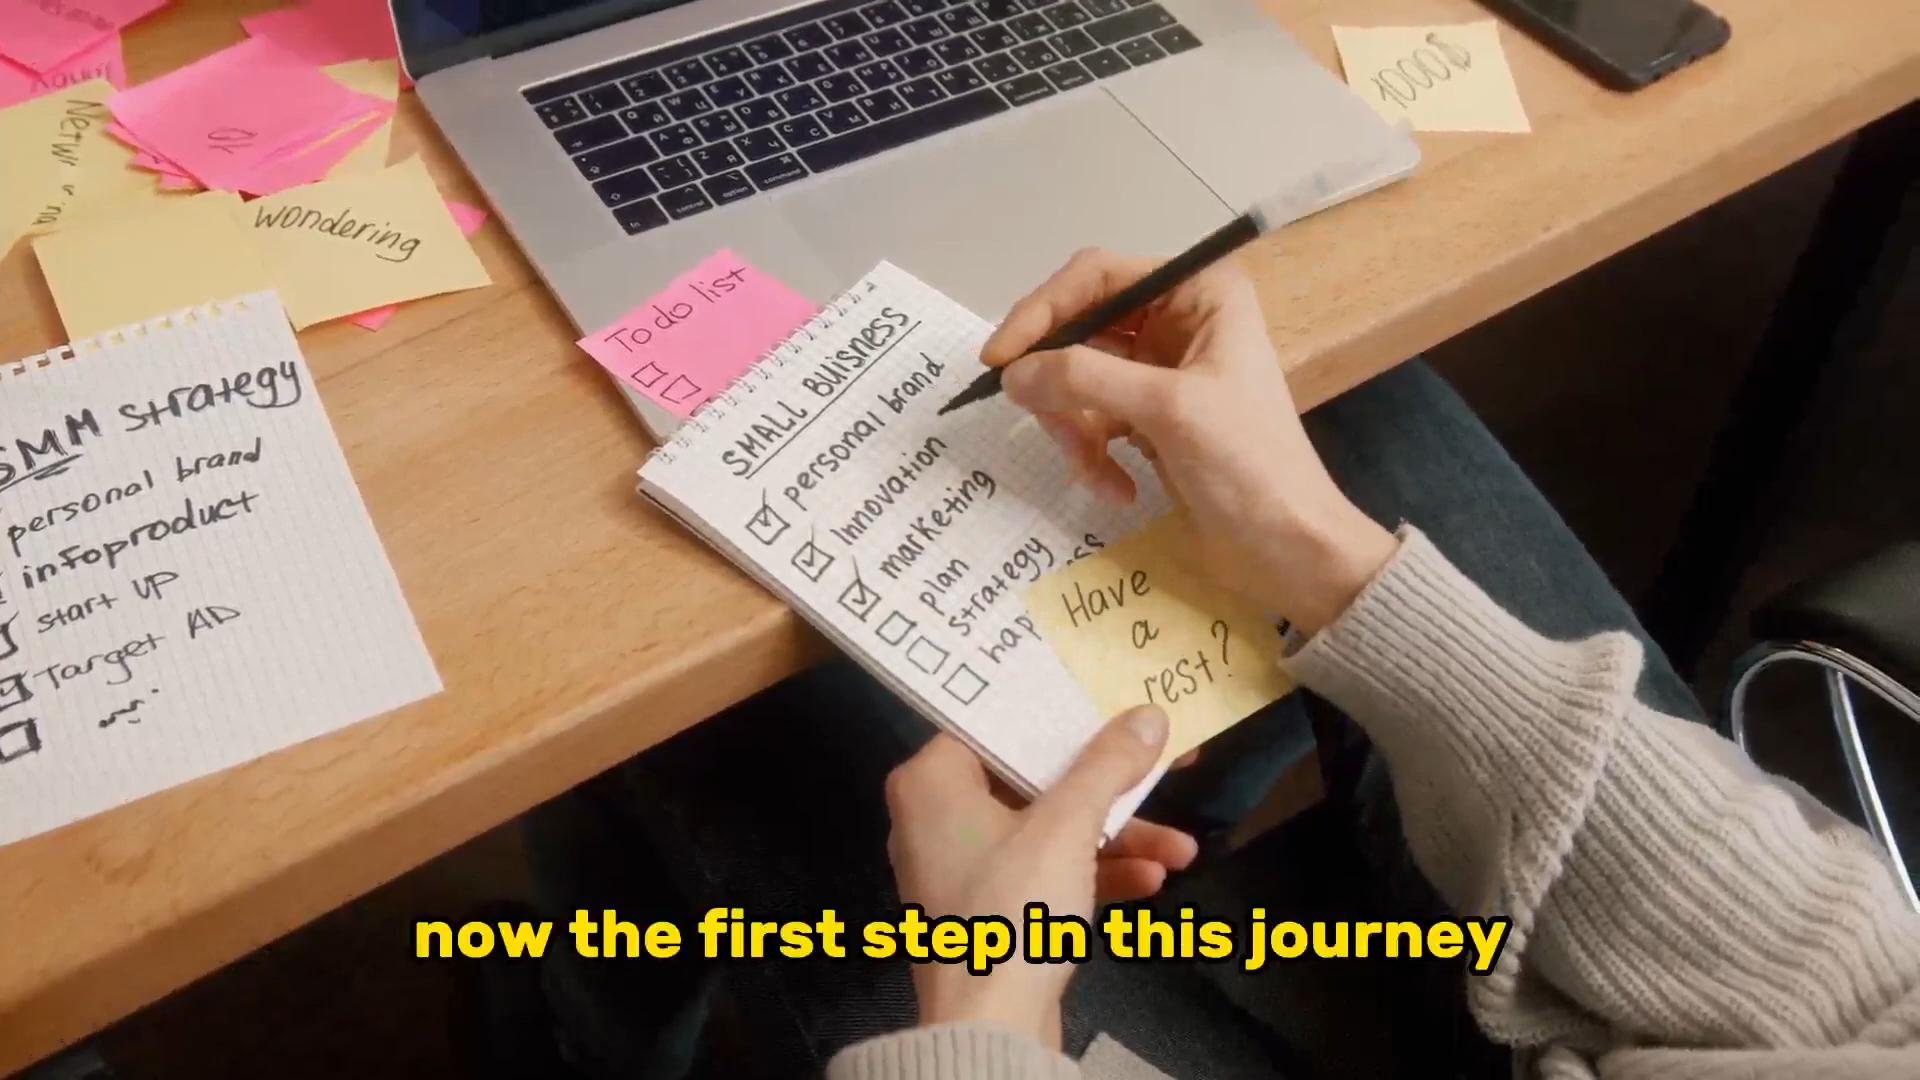 wondering
1000$
To do list
SMM strategy
personal brand
infoproduct
start UP
Target AD
SMALL BUISNESS
personal brand
Innovation
marketing
plan
strategy
Have
a
rest?
now the first step in this journey